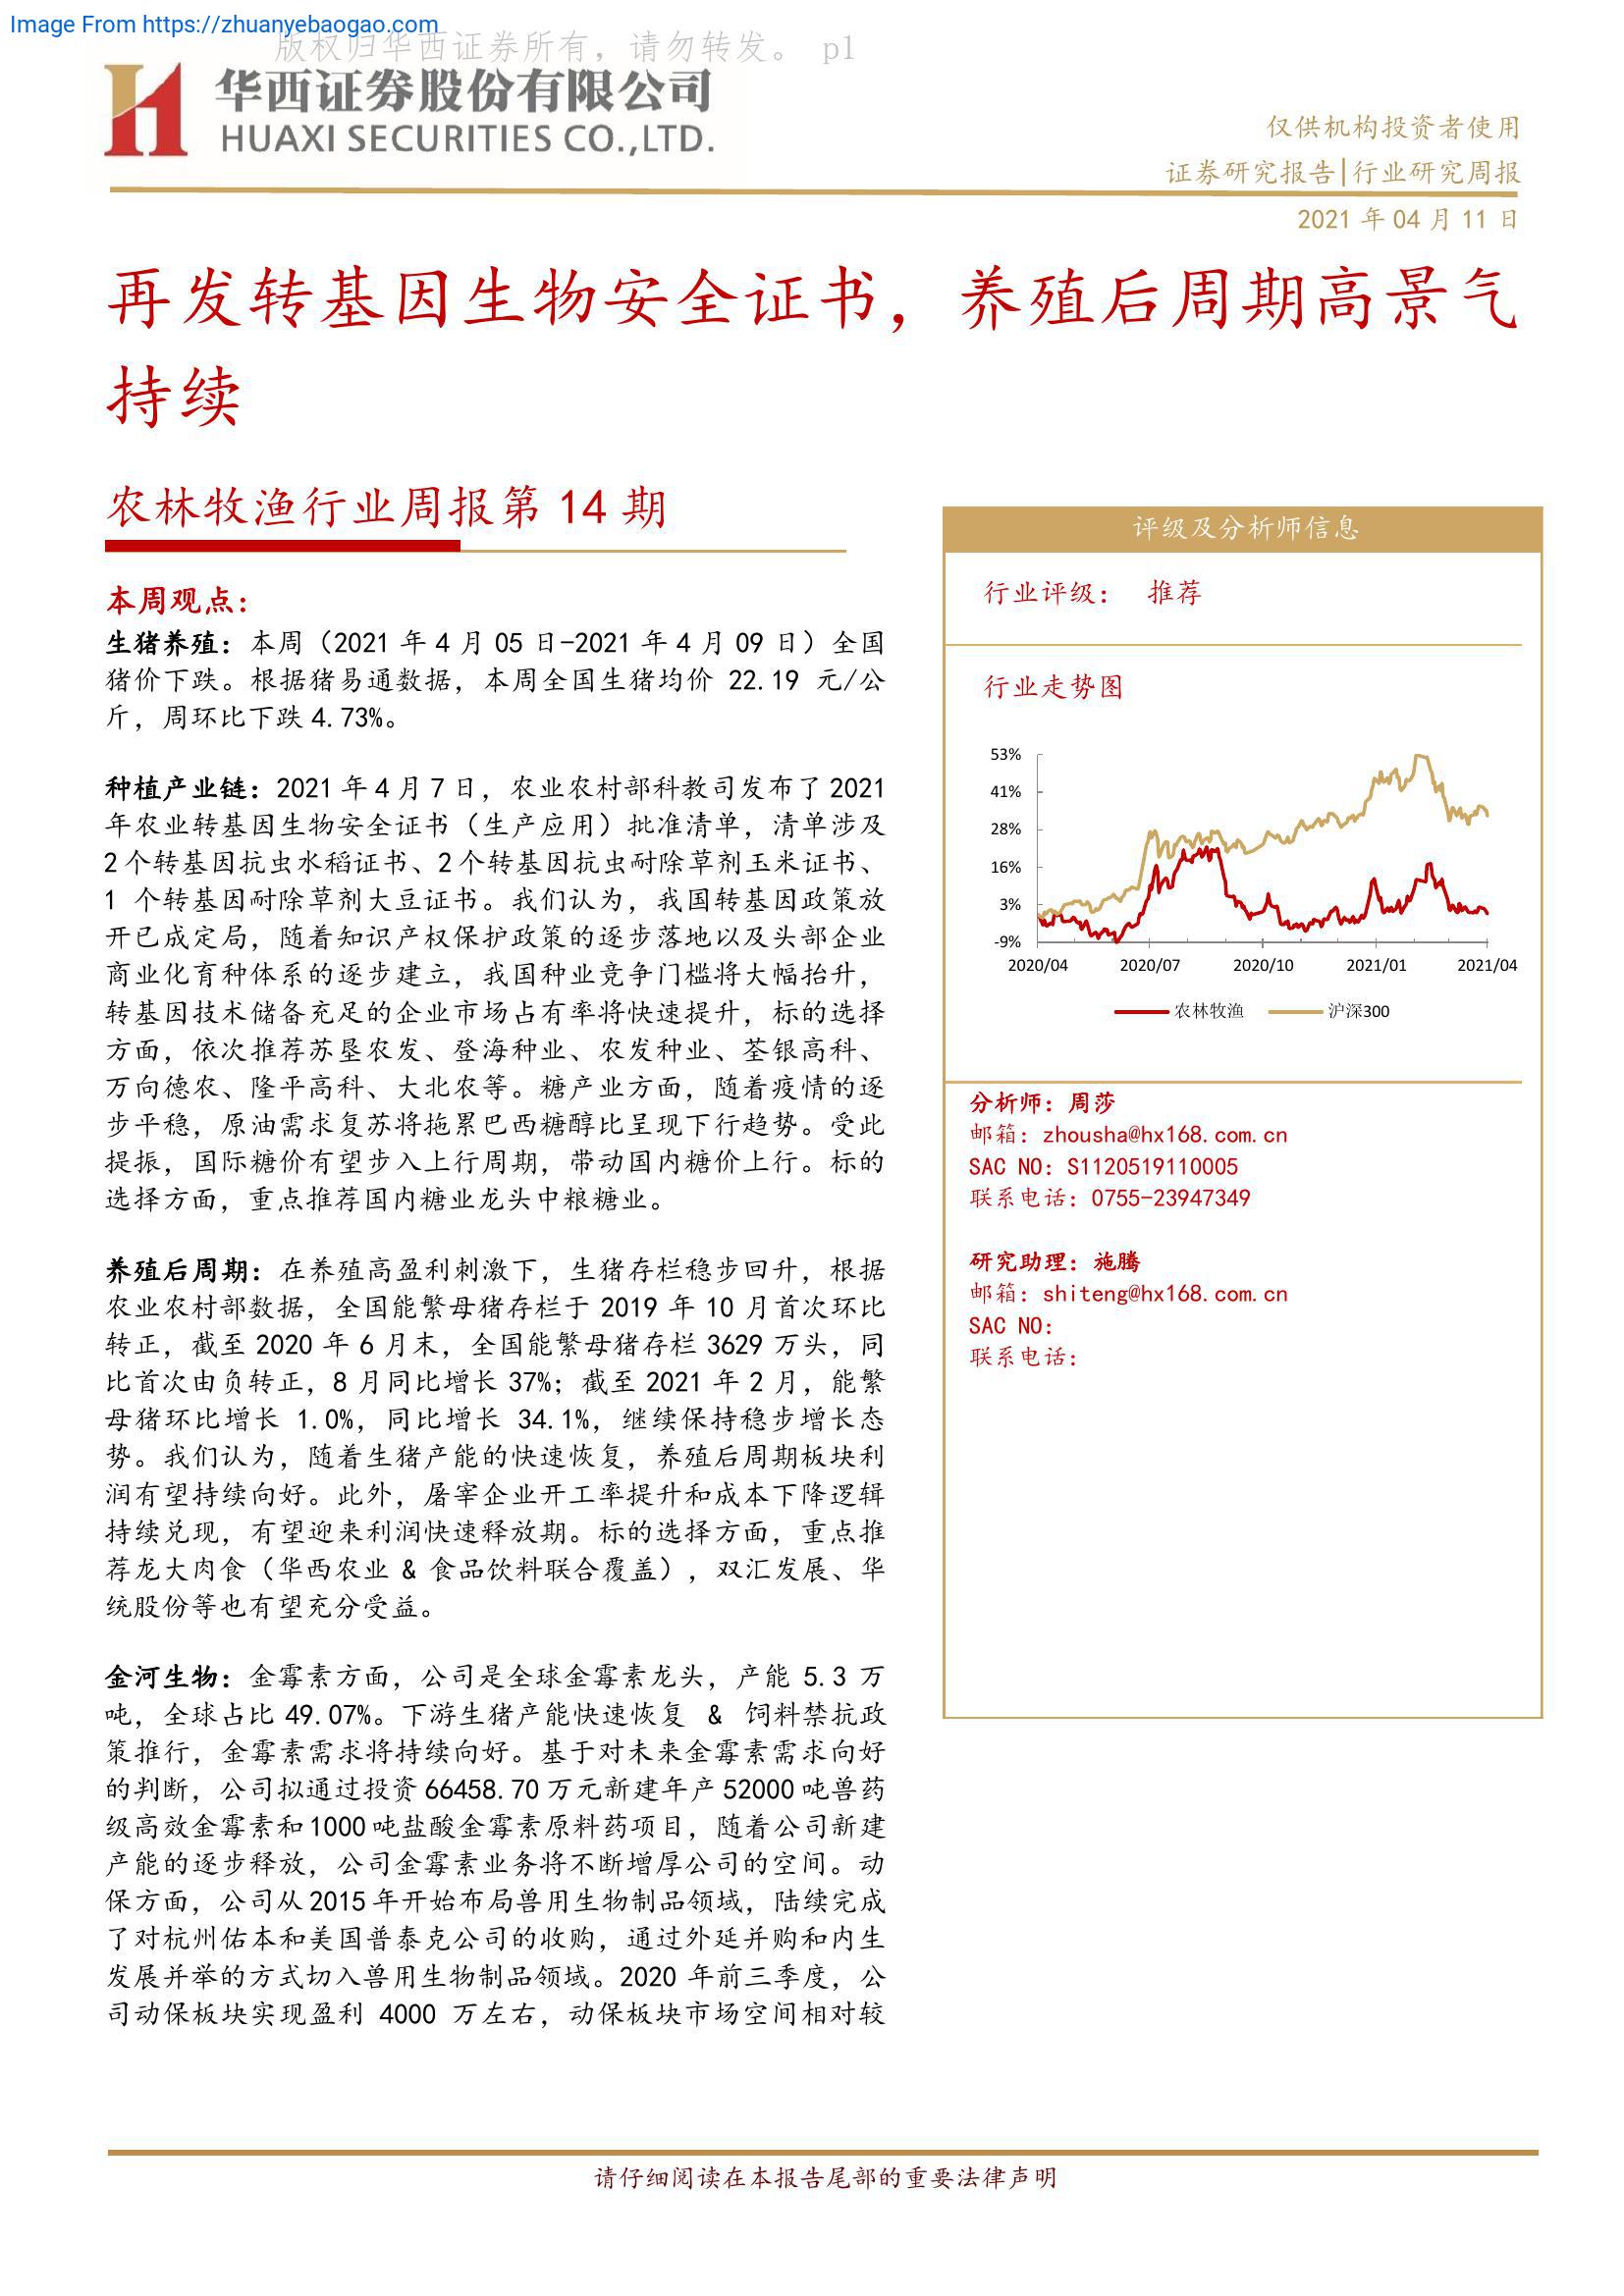 Image From https://zhuanyebaogao.com
版权归华西证券所有，请勿转发。 p1
华西证券股份有限公司
HUAXI SECURITIES CO.,LTD.
仅供机构投资者使用
证券研究报告|行业研究周报
2021 年 04 月 11 日
再发转基因生物安全证书，养殖后周期高景气
持续
农林牧渔行业周报第 14 期
本周观点：
生猪养殖：本周（2021 年 4 月 05 日-2021 年 4 月 09 日）全国
猪价下跌。根据猪易通数据，本周全国生猪均价 22.19 元/公
斤，周环比下跌 4.73%。
种植产业链：2021 年 4 月 7 日，农业农村部科教司发布了 2021
年农业转基因生物安全证书（生产应用）批准清单，清单涉及
2 个转基因抗虫水稻证书、2 个转基因抗虫耐除草剂玉米证书、
1 个转基因耐除草剂大豆证书。我们认为，我国转基因政策放
开已成定局，随着知识产权保护政策的逐步落地以及头部企业
商业化育种体系的逐步建立，我国种业竞争门槛将大幅抬升，
转基因技术储备充足的企业市场占有率将快速提升，标的选择
方面，依次推荐苏垦农发、登海种业、农发种业、荃银高科、
万向德农、隆平高科、大北农等。糖产业方面，随着疫情的逐
步平稳，原油需求复苏将拖累巴西糖醇比呈现下行趋势。受此
提振，国际糖价有望步入上行周期，带动国内糖价上行。标的
选择方面，重点推荐国内糖业龙头中粮糖业。
养殖后周期：在养殖高盈利刺激下，生猪存栏稳步回升，根据
农业农村部数据，全国能繁母猪存栏于 2019 年 10 月首次环比
转正，截至 2020 年 6 月末，全国能繁母猪存栏 3629 万头，同
比首次由负转正，8 月同比增长 37%；截至 2021 年 2 月，能繁
母猪环比增长 1.0%，同比增长 34.1%，继续保持稳步增长态
势。我们认为，随着生猪产能的快速恢复，养殖后周期板块利
润有望持续向好。此外，屠宰企业开工率提升和成本下降逻辑
持续兑现，有望迎来利润快速释放期。标的选择方面，重点推
荐龙大肉食（华西农业 & 食品饮料联合覆盖），双汇发展、华
统股份等也有望充分受益。
金河生物：金霉素方面，公司是全球金霉素龙头，产能 5.3 万
吨，全球占比 49.07%。下游生猪产能快速恢复 & 饲料禁抗政
策推行，金霉素需求将持续向好。基于对未来金霉素需求向好
的判断，公司拟通过投资 66458.70 万元新建年产 52000 吨兽药
级高效金霉素和 1000 吨盐酸金霉素原料药项目，随着公司新建
产能的逐步释放，公司金霉素业务将不断增厚公司的空间。动
保方面，公司从 2015 年开始布局兽用生物制品领域，陆续完成
了对杭州佑本和美国普泰克公司的收购，通过外延并购和内生
发展并举的方式切入兽用生物制品领域。2020 年前三季度，公
司动保板块实现盈利 4000 万左右，动保板块市场空间相对较
评级及分析师信息
行业评级： 推荐
行业走势图
53%
41%
28%
16%
3%
-9%
2020/04 2020/07 2020/10 2021/01 2021/04
农林牧渔 沪深300
分析师：周莎
邮箱：zhousha@hx168.com.cn
SAC NO：S1120519110005
联系电话：0755-23947349
研究助理：施腾
邮箱：shiteng@hx168.com.cn
SAC NO：
联系电话：
请仔细阅读在本报告尾部的重要法律声明